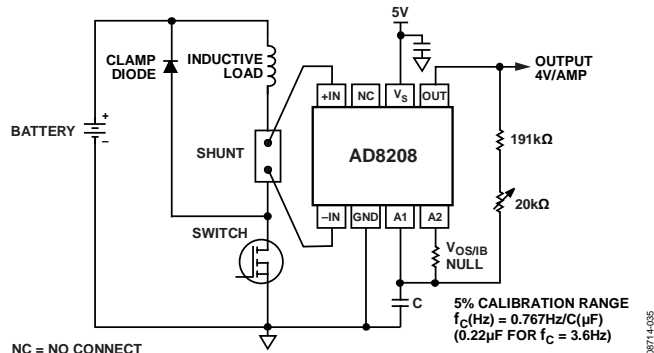 5V
OUTPUT
4V/AMP
CLAMP
DIODE
INDUCTIVE
LOAD
+IN
NC
VS
OUT
BATTERY
+
–
SHUNT
AD8208
191kΩ
20kΩ
–IN
GND
A1
A2
SWITCH
VOS/IB
NULL
C
5% CALIBRATION RANGE
fC(Hz) = 0.767Hz/C(µF)
(0.22µF FOR fC = 3.6Hz)
NC = NO CONNECT
08714-035